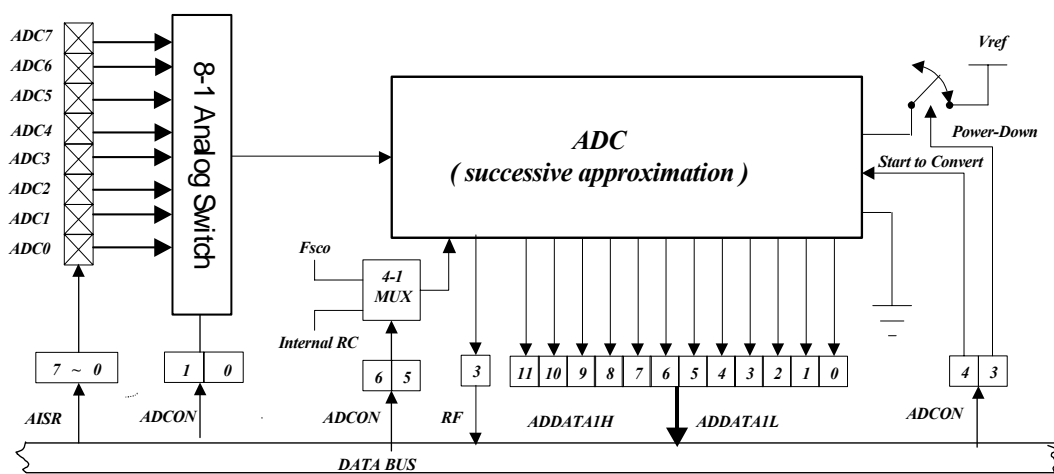 ADC7
ADC6
ADC5
ADC4
ADC3
ADC2
ADC1
ADC0
8-1 Analog Switch
ADC
( successive approximation )
Vref
Power-Down
Start to Convert
Fsco
4-1
MUX
Internal RC
7 ~ 0
1 0
6 5
3
11 10 9 8 7 6 5 4 3 2 1 0
4 3
AISR
ADCON
ADCON
RF
ADDATA1H
ADDATA1L
ADCON
DATA BUS